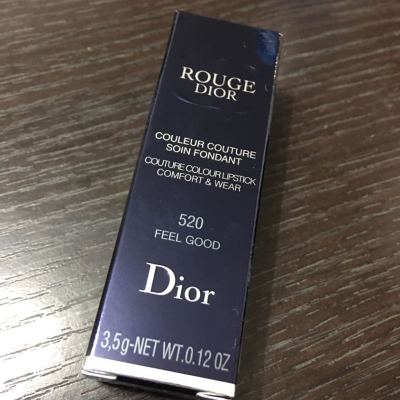 ROUGE
DIOR
COULEUR COUTURE
SOIN FONDANT
COUTURE COLOUR LIPSTICK
COMFORT & WEAR
520
FEEL GOOD
Dior
3,5g-NET WT.0.12 OZ